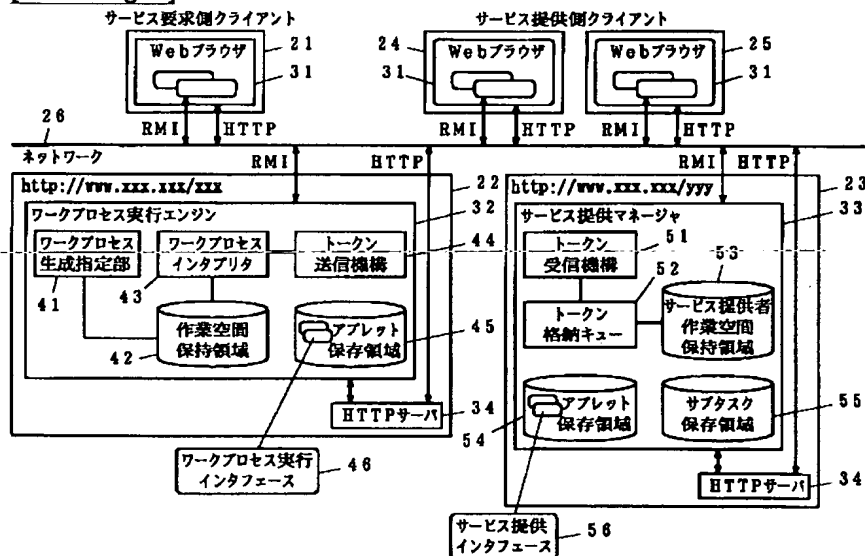 サービス要求側クライアント
サービス提供側クライアント
Webブラウザ
21
31
24
Webブラウザ
31
Webブラウザ
25
31
26
RMI
HTTP
RMI
HTTP
RMI
HTTP
ネットワーク
RMI
HTTP
RMI
HTTP
http://www.xxx.xxx/xxx
22
http://www.xxx.xxx/yyy
23
ワークプロセス実行エンジン
32
サービス提供マネージャ
33
ワークプロセス
生成指定部
ワークプロセス
インタプリタ
トークン
送信機構
44
41
43
トークン
受信機構
51
52
53
作業空間
保持領域
42
アプレット
保存領域
45
トークン
格納キュー
サービス提供者
作業空間
保持領域
HTTPサーバ
34
アプレット
保存領域
54
サブタスク
保存領域
55
ワークプロセス実行
インタフェース
46
HTTPサーバ
34
サービス提供
インタフェース
56